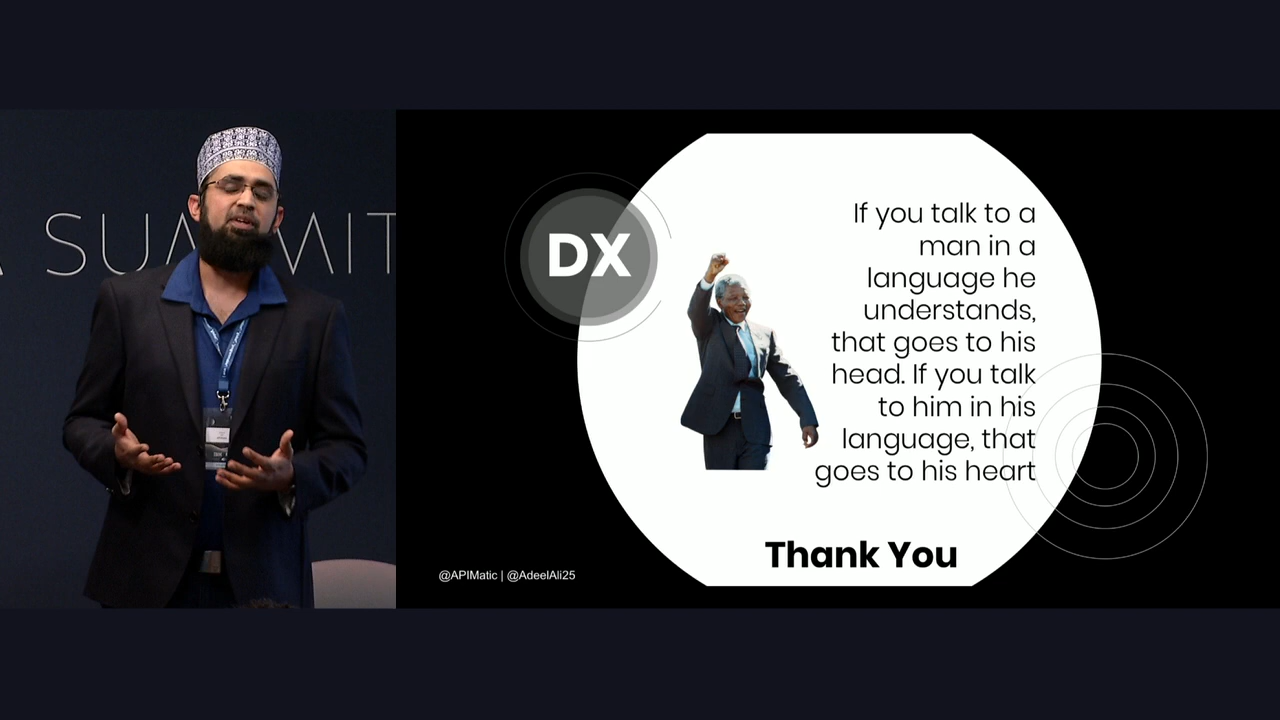 SUMMIT
DX
If you talk to a
man in a
language he
understands,
that goes to his
head. If you talk
to him in his
language, that
goes to his heart
Thank You
@APIMatic | @AdeelAli25